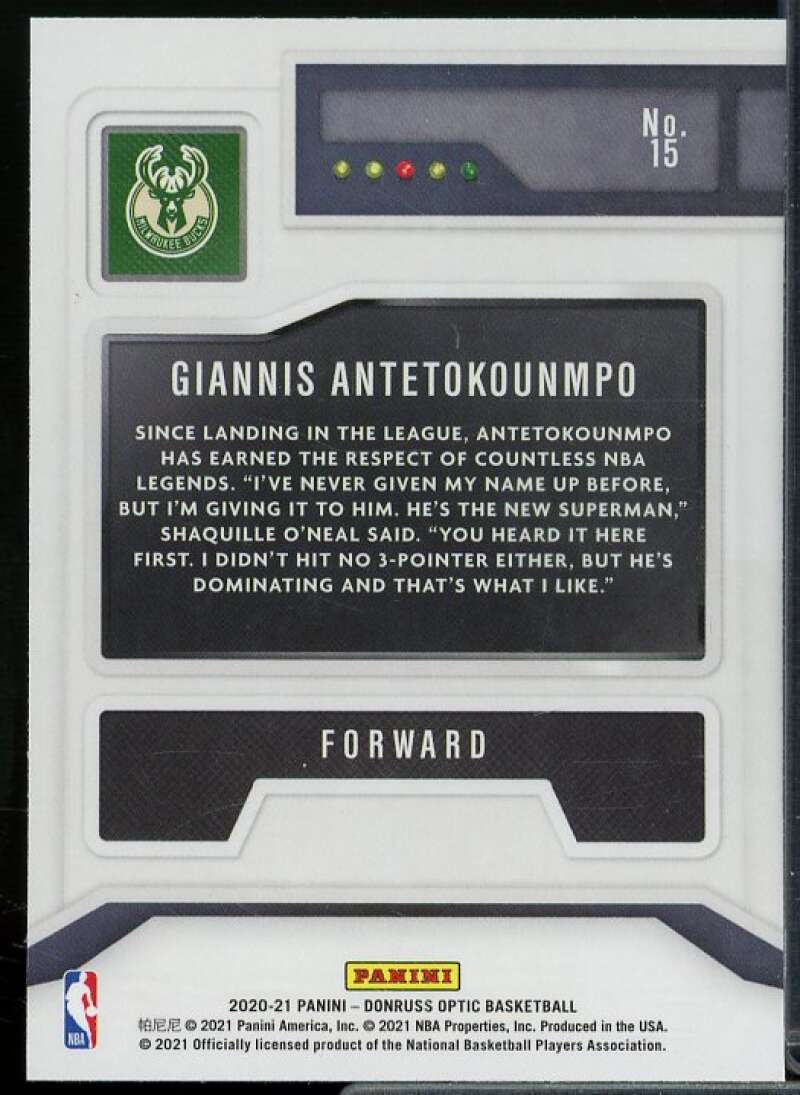 No.
15
MILWAUKEE BUCKS
GIANNIS ANTETOKOUNMPO
SINCE LANDING IN THE LEAGUE, ANTETOKOUNMPO
HAS EARNED THE RESPECT OF COUNTLESS NBA
LEGENDS. “I’VE NEVER GIVEN MY NAME UP BEFORE,
BUT I’M GIVING IT TO HIM. HE’S THE NEW SUPERMAN,”
SHAQUILLE O’NEAL SAID. “YOU HEARD IT HERE
FIRST. I DIDN’T HIT NO 3-POINTER EITHER, BUT HE’S
DOMINATING AND THAT’S WHAT I LIKE.”
FORWARD
PANINI
2020-21 PANINI – DONRUSS OPTIC BASKETBALL
帕尼尼 © 2021 Panini America, Inc. © 2021 NBA Properties, Inc. Produced in the USA.
© 2021 Officially licensed product of the National Basketball Players Association.
NBA